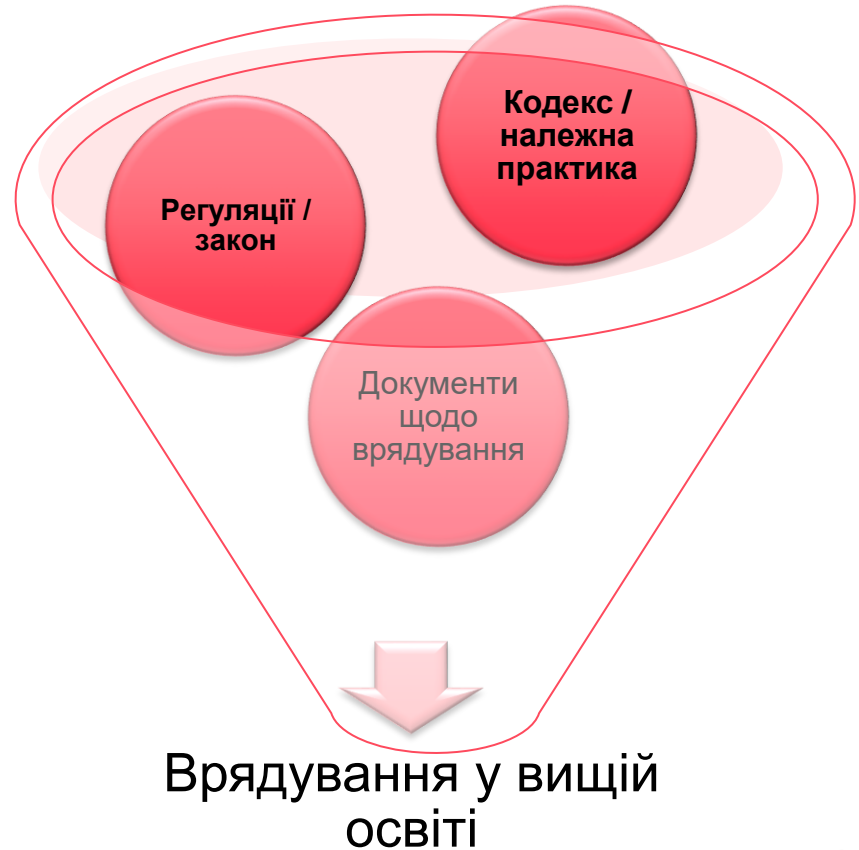 Кодекс /
належна
практика
Регуляції /
закон
Документи
щодо
врядування
Врядування у вищій
освіті